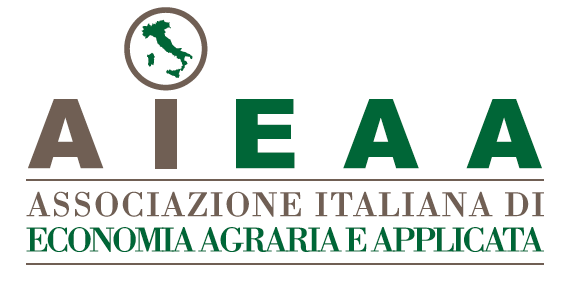 AIEAA
ASSOCIAZIONE ITALIANA DI
ECONOMIA AGRARIA E APPLICATA